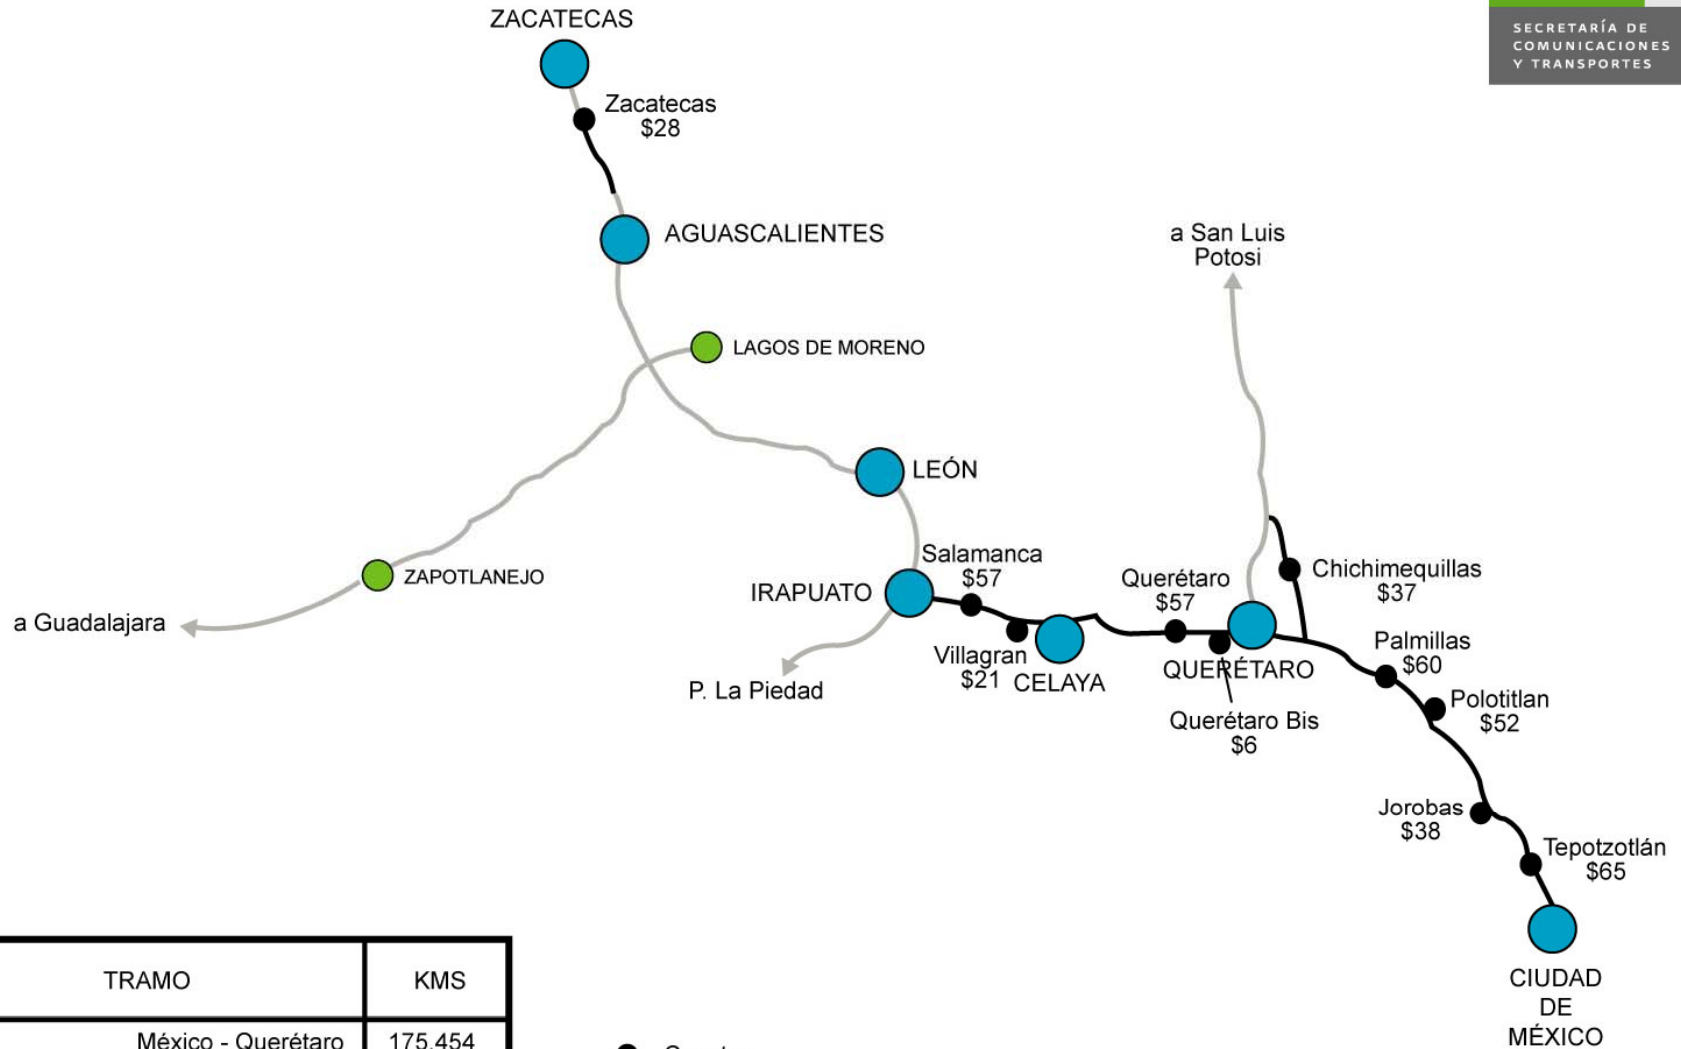 ZACATECAS
SECRETARÍA DE
COMUNICACIONES
Y TRANSPORTES
Zacatecas
$28
AGUASCALIENTES
a San Luis
Potosi
LAGOS DE MORENO
LEÓN
Salamanca
$57
Querétaro
$57
Chichimequillas
$37
ZAPOTLANEJO
IRAPUATO
a Guadalajara
Palmillas
$60
Villagran
$21
CELAYA
QUERÉTARO
P. La Piedad
Polotitlan
$52
Querétaro Bis
$6
Jorobas
$38
Tepotzotlán
$65
CIUDAD
DE
MÉXICO
TRAMO KMS
México - Querétaro 175.454